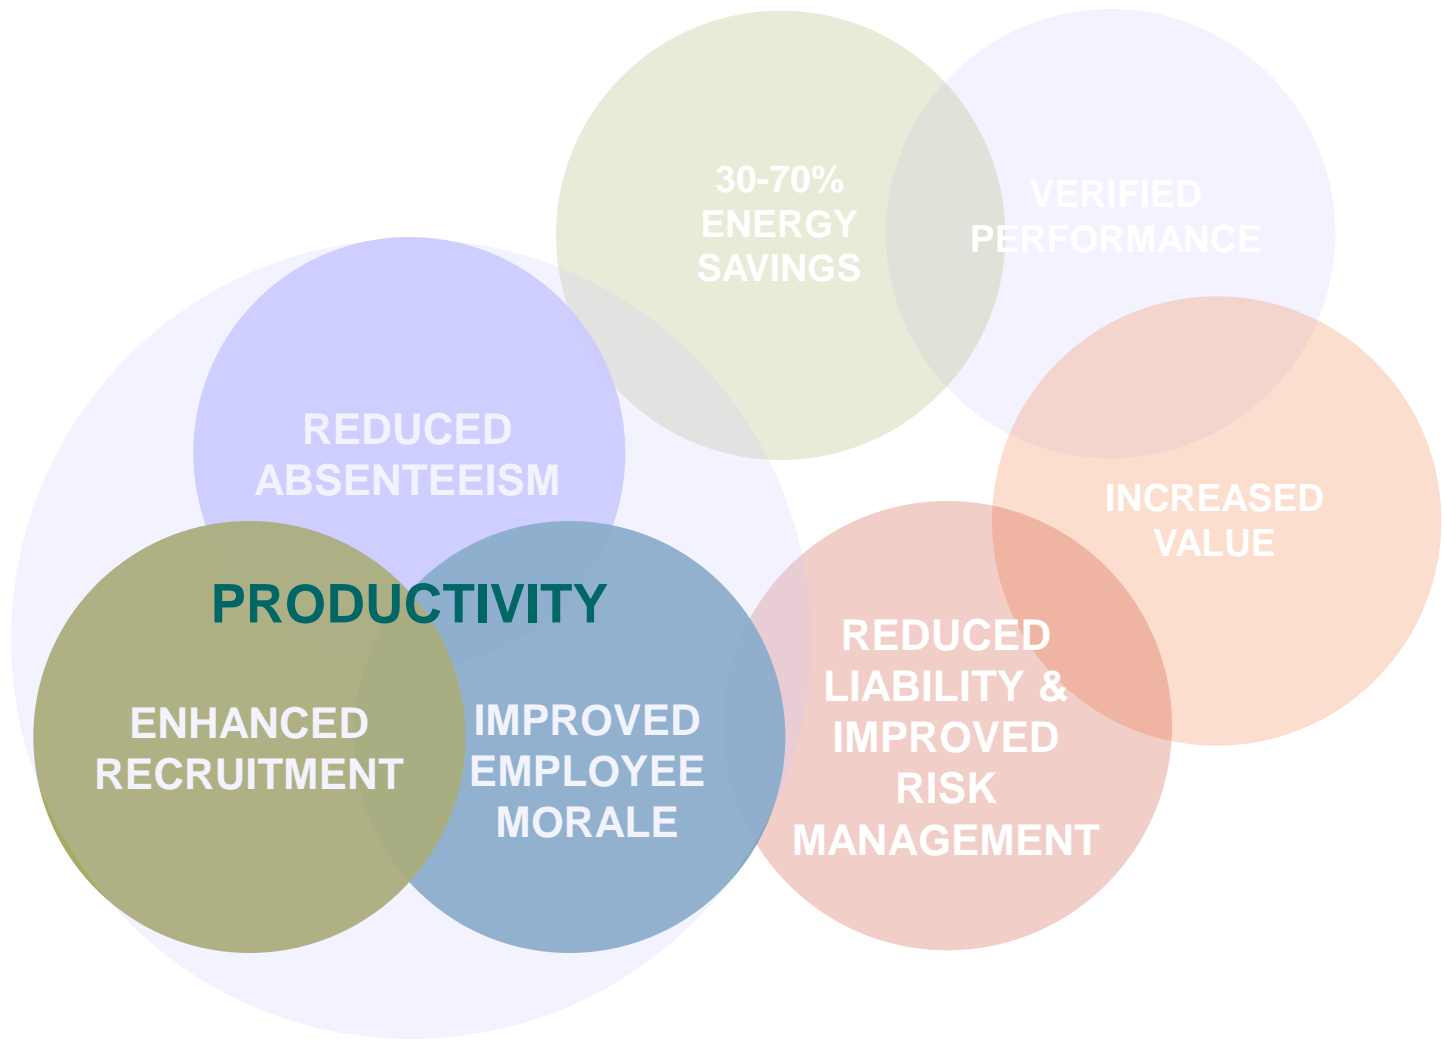 30-70%
ENERGY
SAVINGS
VERIFIED
PERFORMANCE
REDUCED
ABSENTEEISM
INCREASED
VALUE
PRODUCTIVITY
ENHANCED
RECRUITMENT
IMPROVED
EMPLOYEE
MORALE
REDUCED
LIABILITY &
IMPROVED
RISK
MANAGEMENT